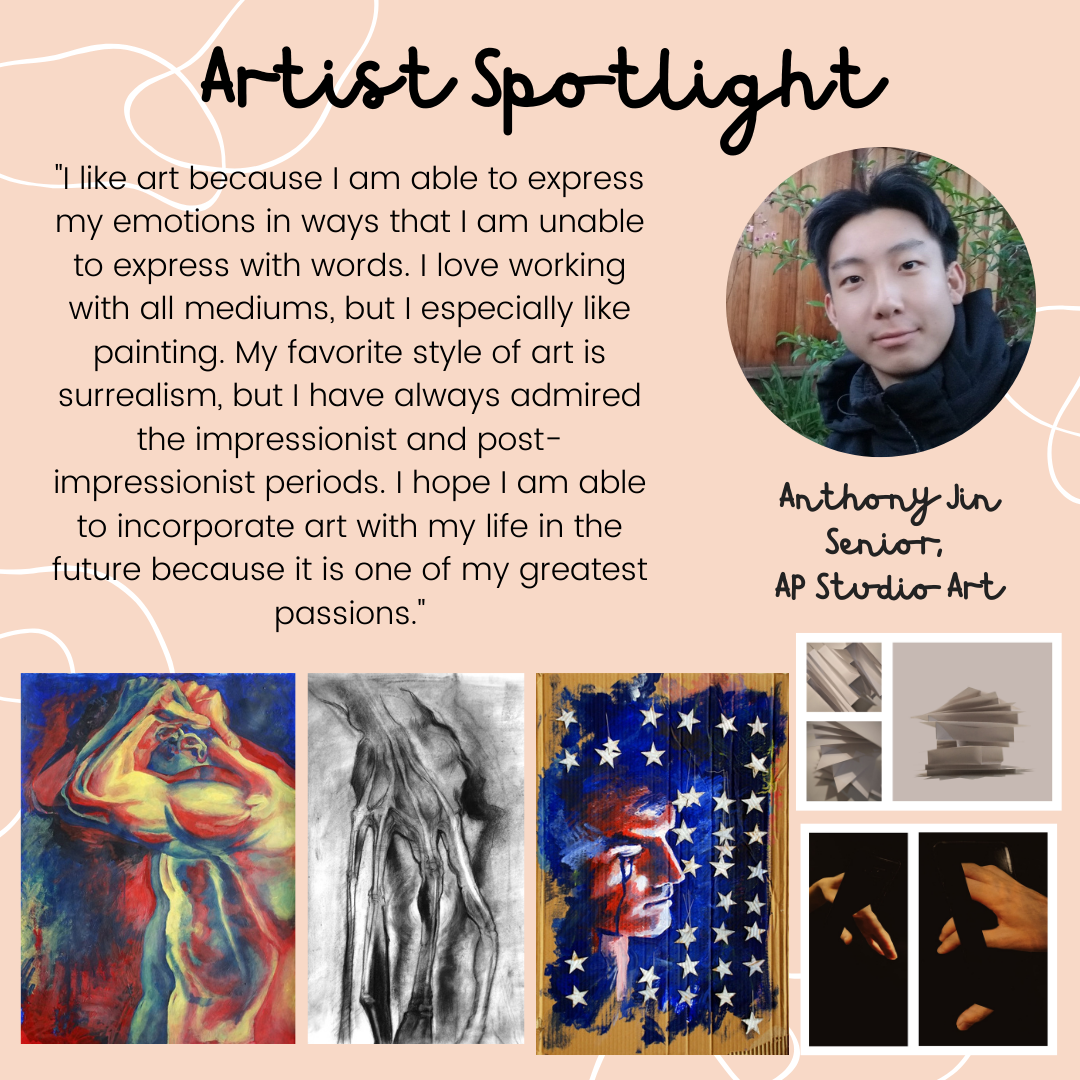 Artist Spotlight
"I like art because I am able to express
my emotions in ways that I am unable
to express with words. I love working
with all mediums, but I especially like
painting. My favorite style of art is
surrealism, but I have always admired
the impressionist and post-
impressionist periods. I hope I am able
to incorporate art with my life in the
future because it is one of my greatest
passions."
Anthony Jin
Senior,
AP Studio Art